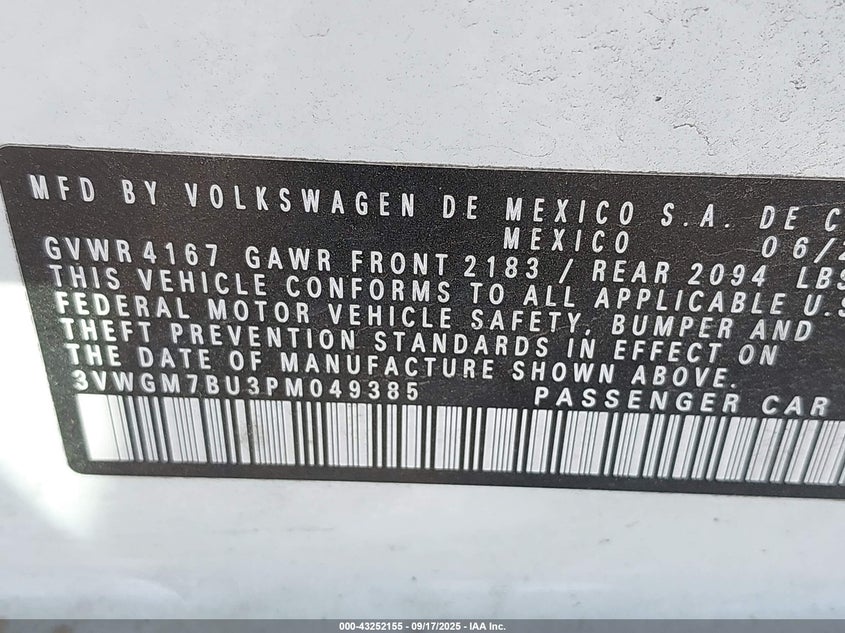 MFD BY VOLKSWAGEN DE MEXICO S.A. DE C
MEXICO 06/2
GVWR 4167 GAWR FRONT 2183 / REAR 2094 LBS
THIS VEHICLE CONFORMS TO ALL APPLICABLE U.S
FEDERAL MOTOR VEHICLE SAFETY, BUMPER AND
THEFT PREVENTION STANDARDS IN EFFECT ON
THE DATE OF MANUFACTURE SHOWN ABOVE.
3VWGM7BU3PM049385 PASSENGER CAR
000-43252155 - 09/17/2025 - IAA Inc.